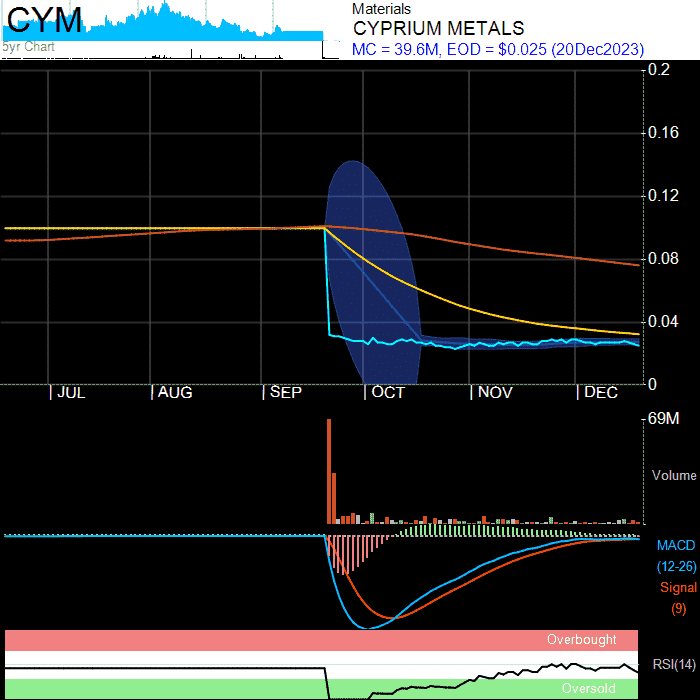 CYM
5yr Chart
Materials
CYPRIUM METALS
MC = 39.6M, EOD = $0.025 (20Dec2023)
0.2
0.16
0.12
0.08
0.04
0
JUL AUG SEP OCT NOV DEC
69M
Volume
MACD
(12-26)
Signal
(9)
Overbought
RSI(14)
Oversold